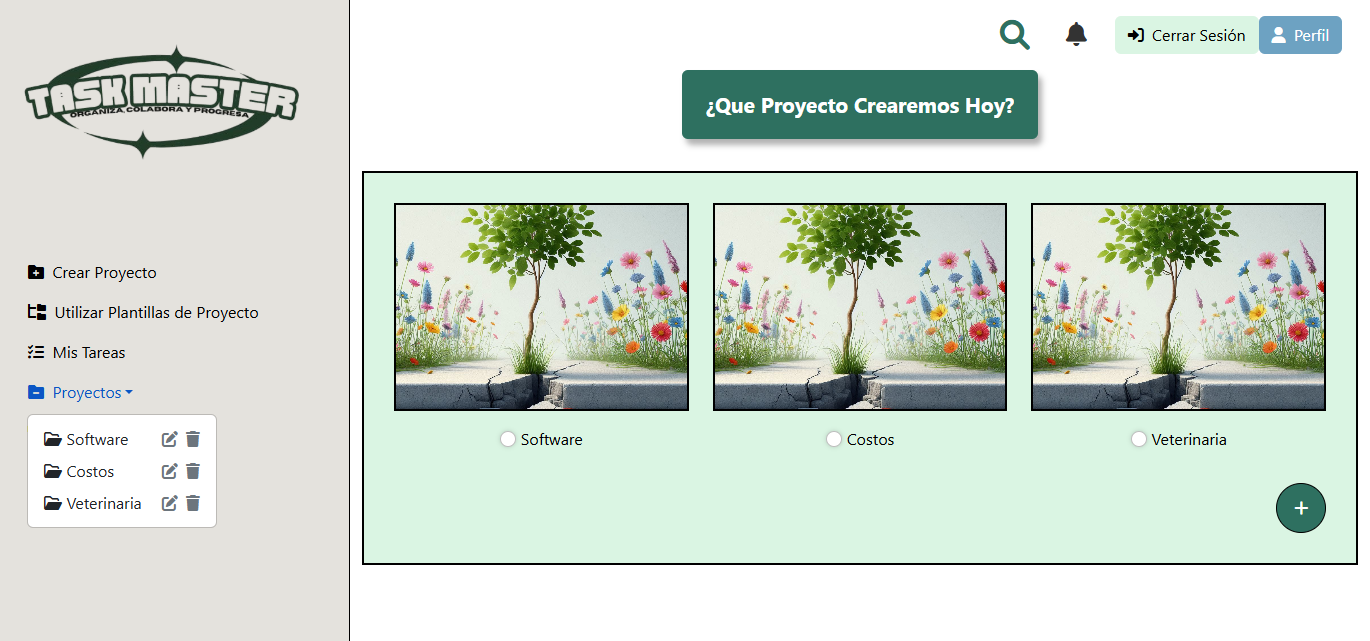 TASK MASTER
ORGANIZA, COLABORA Y PROGRESA
Cerrar Sesión
Perfil
¿Que Proyecto Crearemos Hoy?
Crear Proyecto
Utilizar Plantillas de Proyecto
Mis Tareas
Proyectos
Software
Costos
Veterinaria
Software
Costos
Veterinaria
+